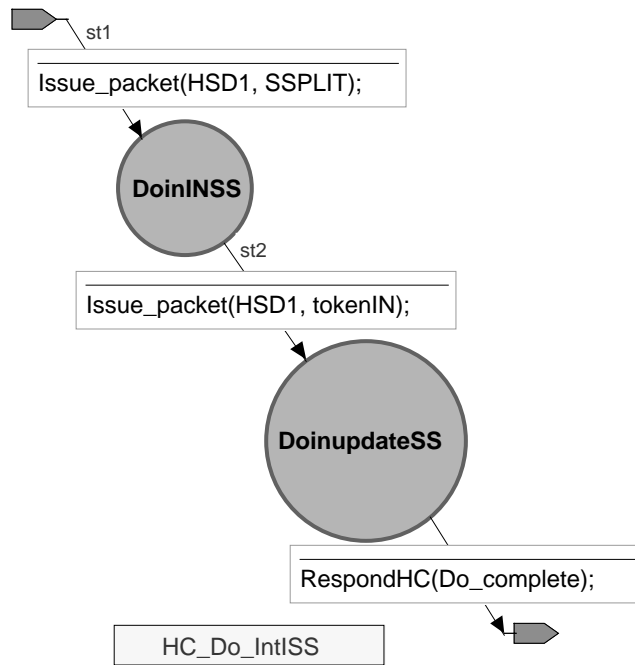 st1
Issue_packet(HSD1, SSPLIT);
DoinINSS
st2
Issue_packet(HSD1, tokenIN);
DoinupdateSS
RespondHC(Do_complete);
HC_Do_IntISS